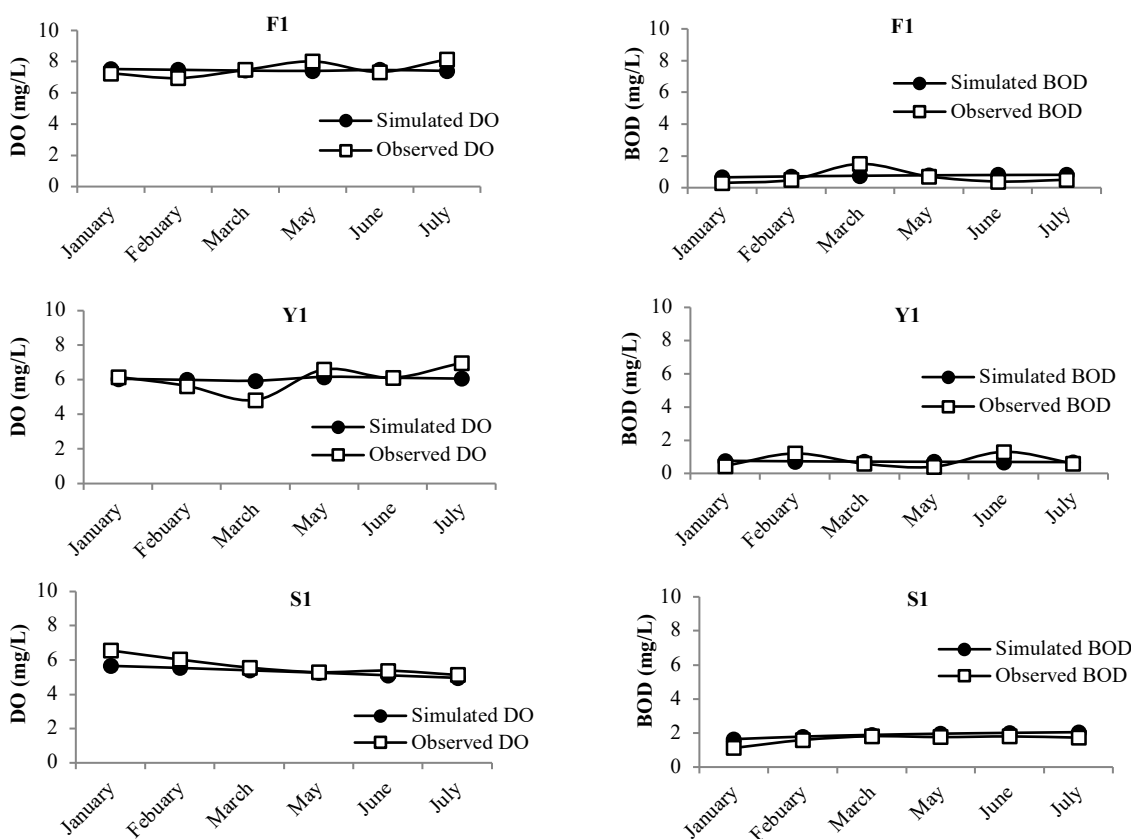 F1
DO (mg/L)
10
8
6
4
2
0
Simulated DO
Observed DO
January
Febuary
March
May
June
July
F1
BOD (mg/L)
10
8
6
4
2
0
Simulated BOD
Observed BOD
January
Febuary
March
May
June
July
Y1
DO (mg/L)
10
8
6
4
2
0
Simulated DO
Observed DO
January
Febuary
March
May
June
July
Y1
BOD (mg/L)
10
8
6
4
2
0
Simulated BOD
Observed BOD
January
Febuary
March
May
June
July
S1
DO (mg/L)
10
8
6
4
2
0
Simulated DO
Observed DO
January
Febuary
March
May
June
July
S1
BOD (mg/L)
10
8
6
4
2
0
Simulated BOD
Observed BOD
January
Febuary
March
May
June
July